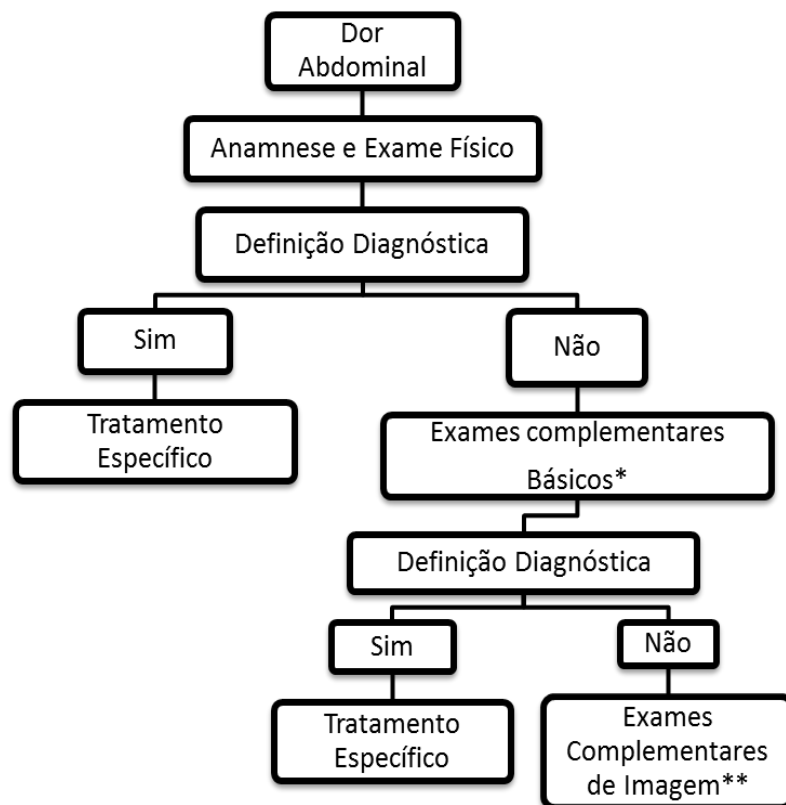 Dor
Abdominal
Anamnese e Exame Físico
Definição Diagnóstica
Sim
Não
Tratamento
Específico
Exames complementares
Básicos*
Definição Diagnóstica
Sim
Não
Tratamento
Específico
Exames
Complementares
de Imagem**